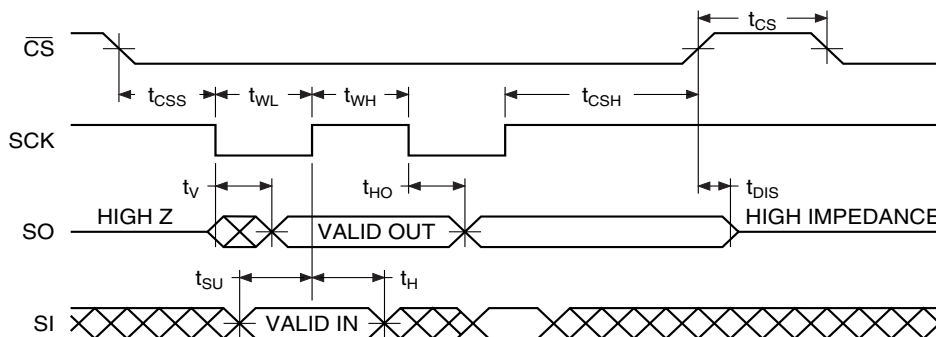 tCS
CS
tCSS tWL tWH tCSH
SCK
tV tHO tDIS
HIGH Z HIGH IMPEDANCE
SO VALID OUT
tSU tH
SI VALID IN